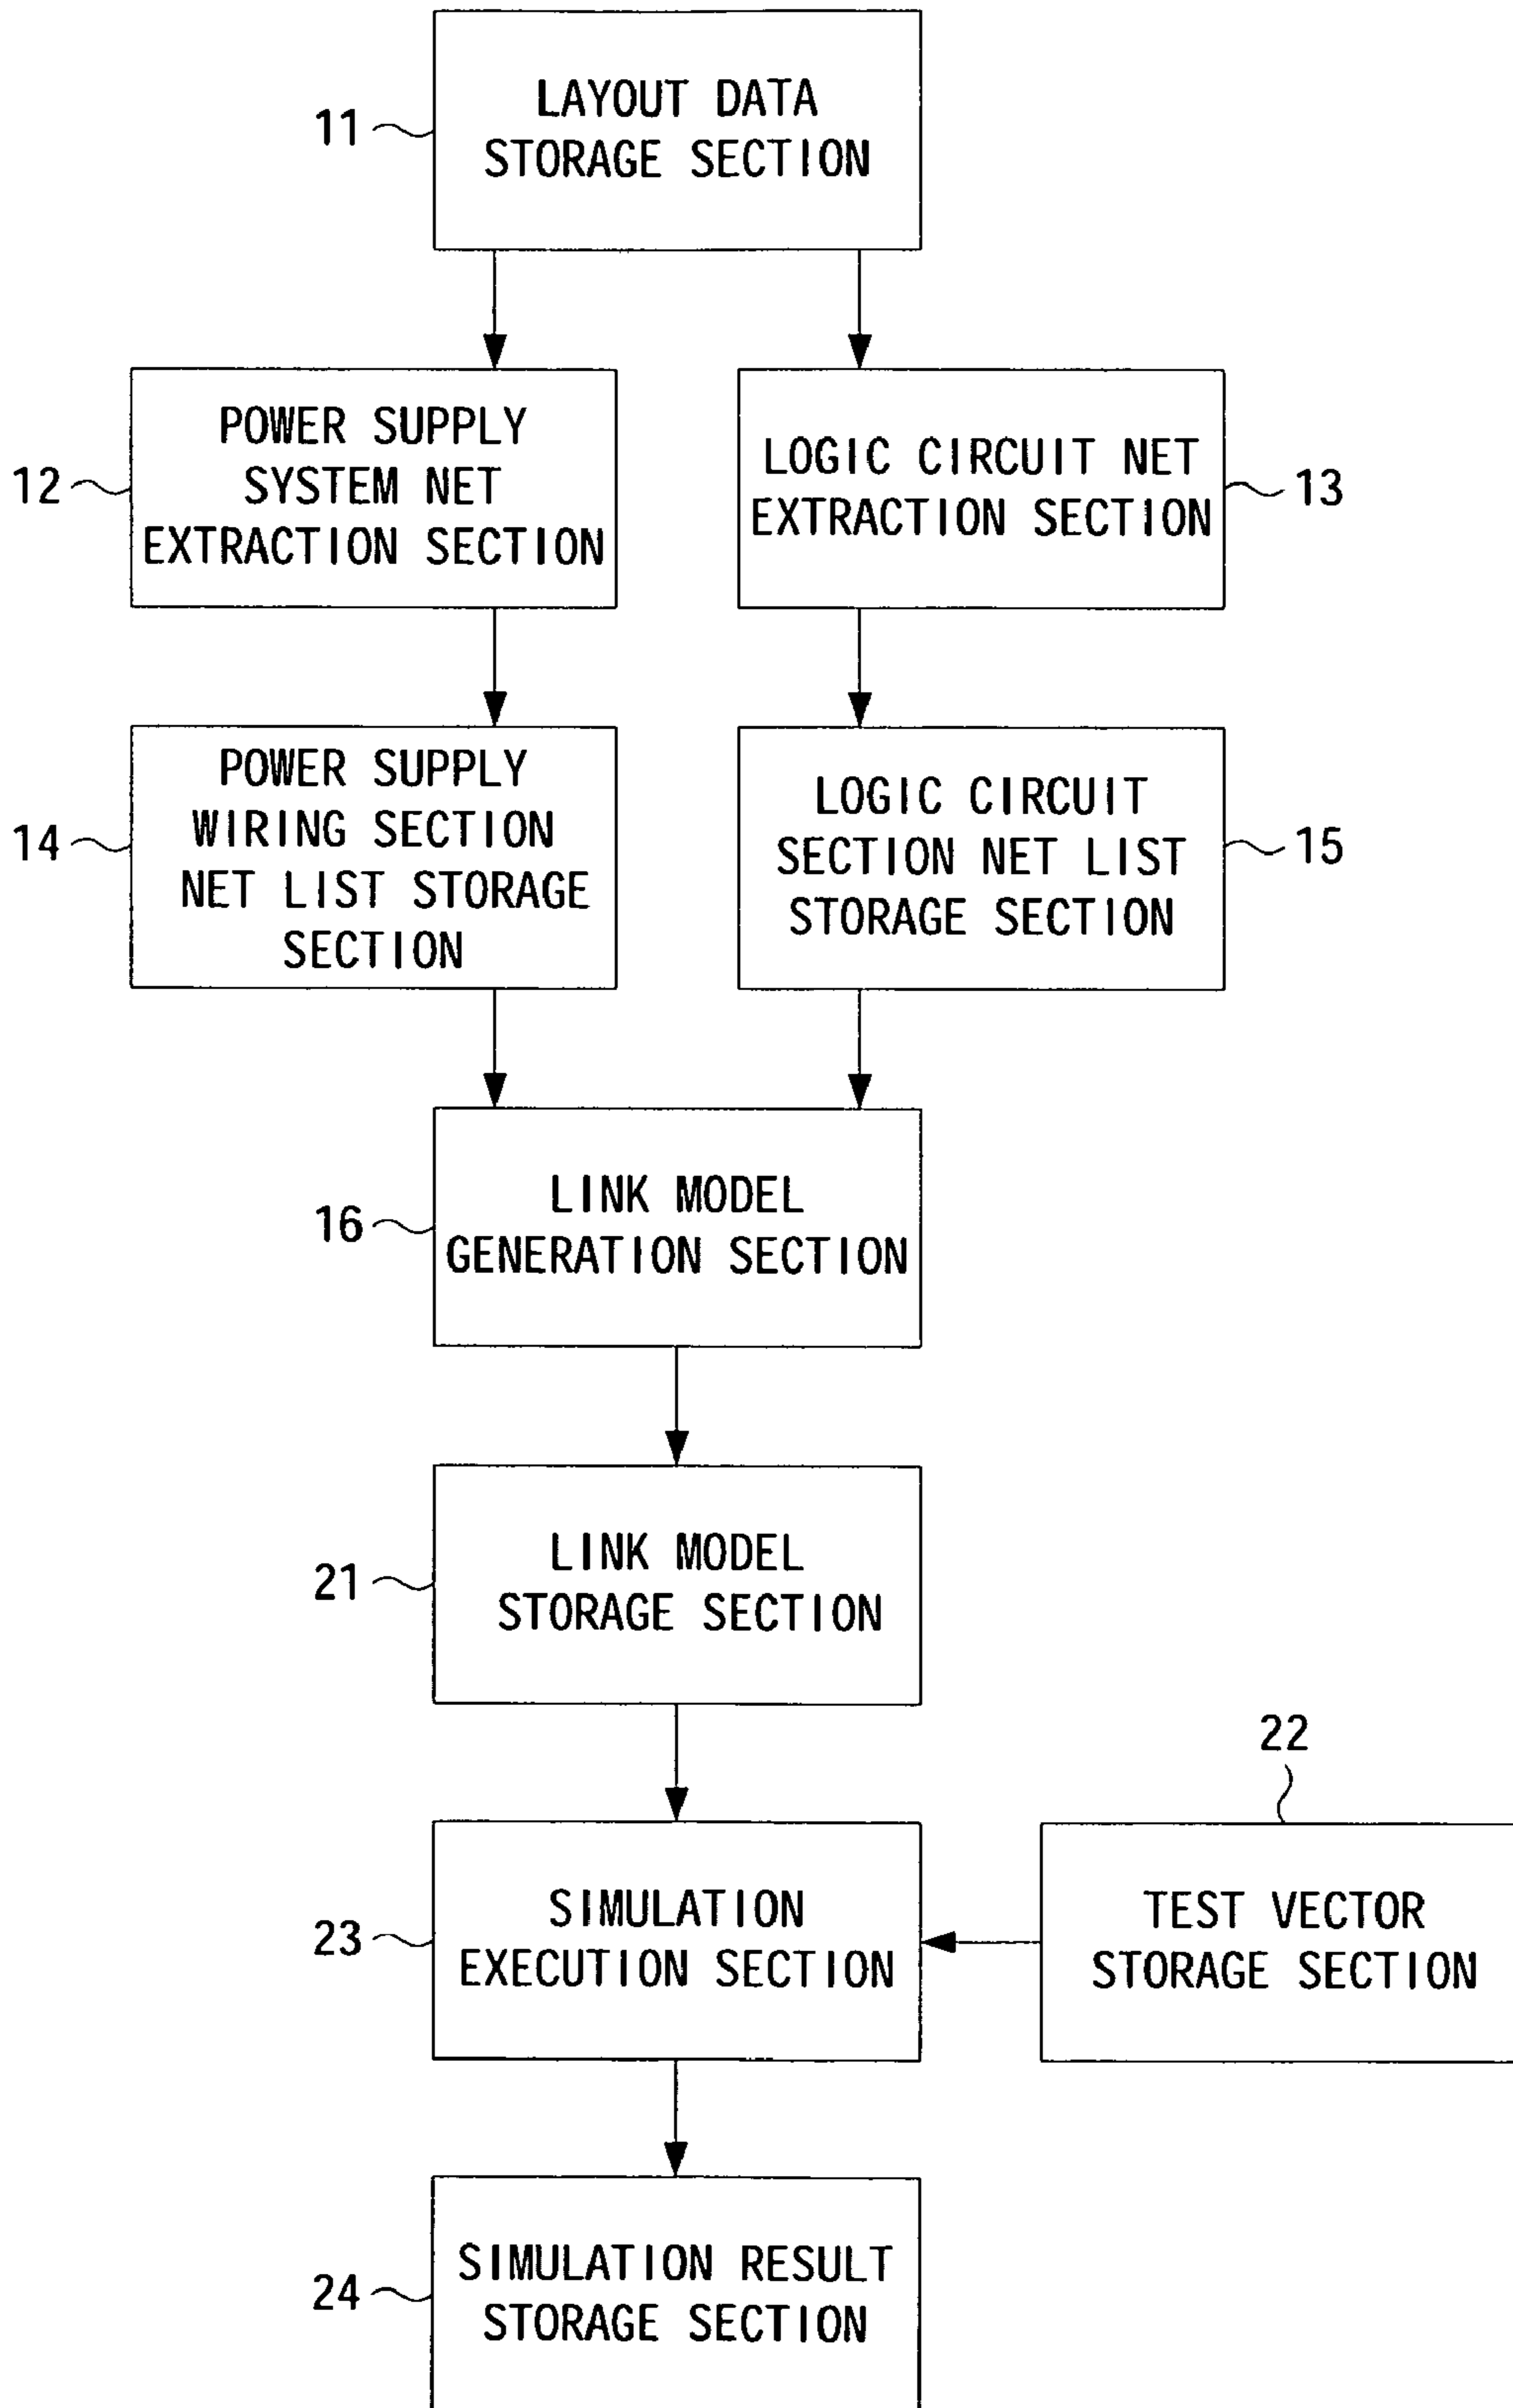 11
LAYOUT DATA
STORAGE SECTION
12
POWER SUPPLY
SYSTEM NET
EXTRACTION SECTION
LOGIC CIRCUIT NET
EXTRACTION SECTION
13
14
POWER SUPPLY
WIRING SECTION
NET LIST STORAGE
SECTION
LOGIC CIRCUIT
SECTION NET LIST
STORAGE SECTION
15
16
LINK MODEL
GENERATION SECTION
21
LINK MODEL
STORAGE SECTION
22
23
SIMULATION
EXECUTION SECTION
TEST VECTOR
STORAGE SECTION
24
SIMULATION RESULT
STORAGE SECTION